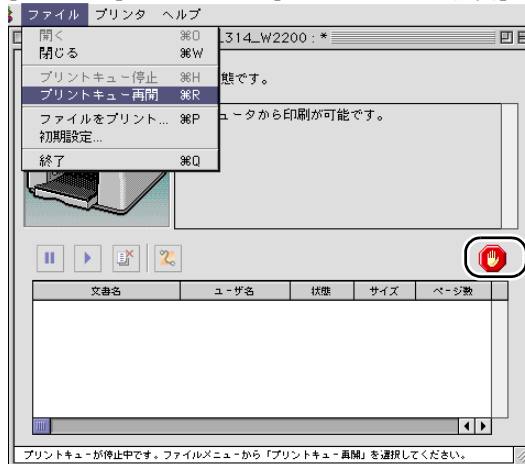 ファイル プリンタ ヘルプ
開く ⌘O
_314_W2200 : *
閉じる ⌘W
プリントキュー停止 ⌘H
態です。
プリントキュー再開 ⌘R
ファイルをプリント... ⌘P
ュータから印刷が可能です。
初期設定...
終了 ⌘Q
文書名 ユーザ名 状態 サイズ ページ数
プリントキューが停止中です。ファイルメニューから「プリントキュー再開」を選択してください。